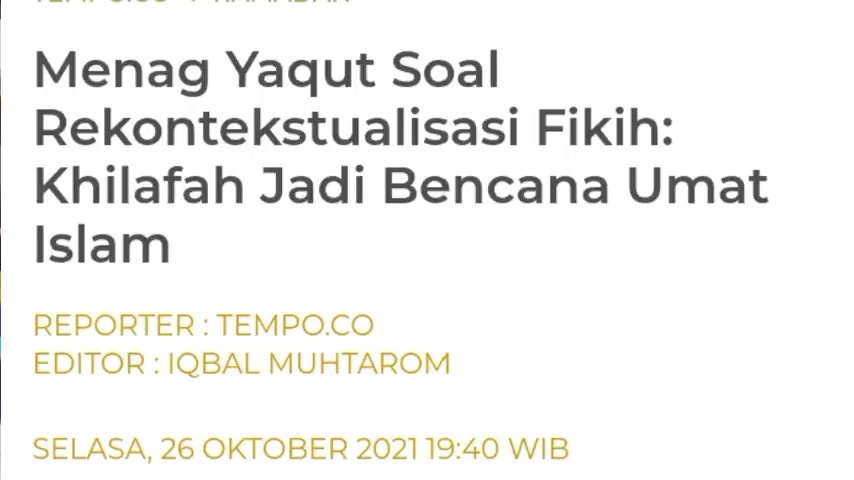 Menag Yaqut Soal
Rekontekstualisasi Fikih:
Khilafah Jadi Bencana Umat
Islam
REPORTER : TEMPO.CO
EDITOR : IQBAL MUHTAROM
SELASA, 26 OKTOBER 2021 19:40 WIB